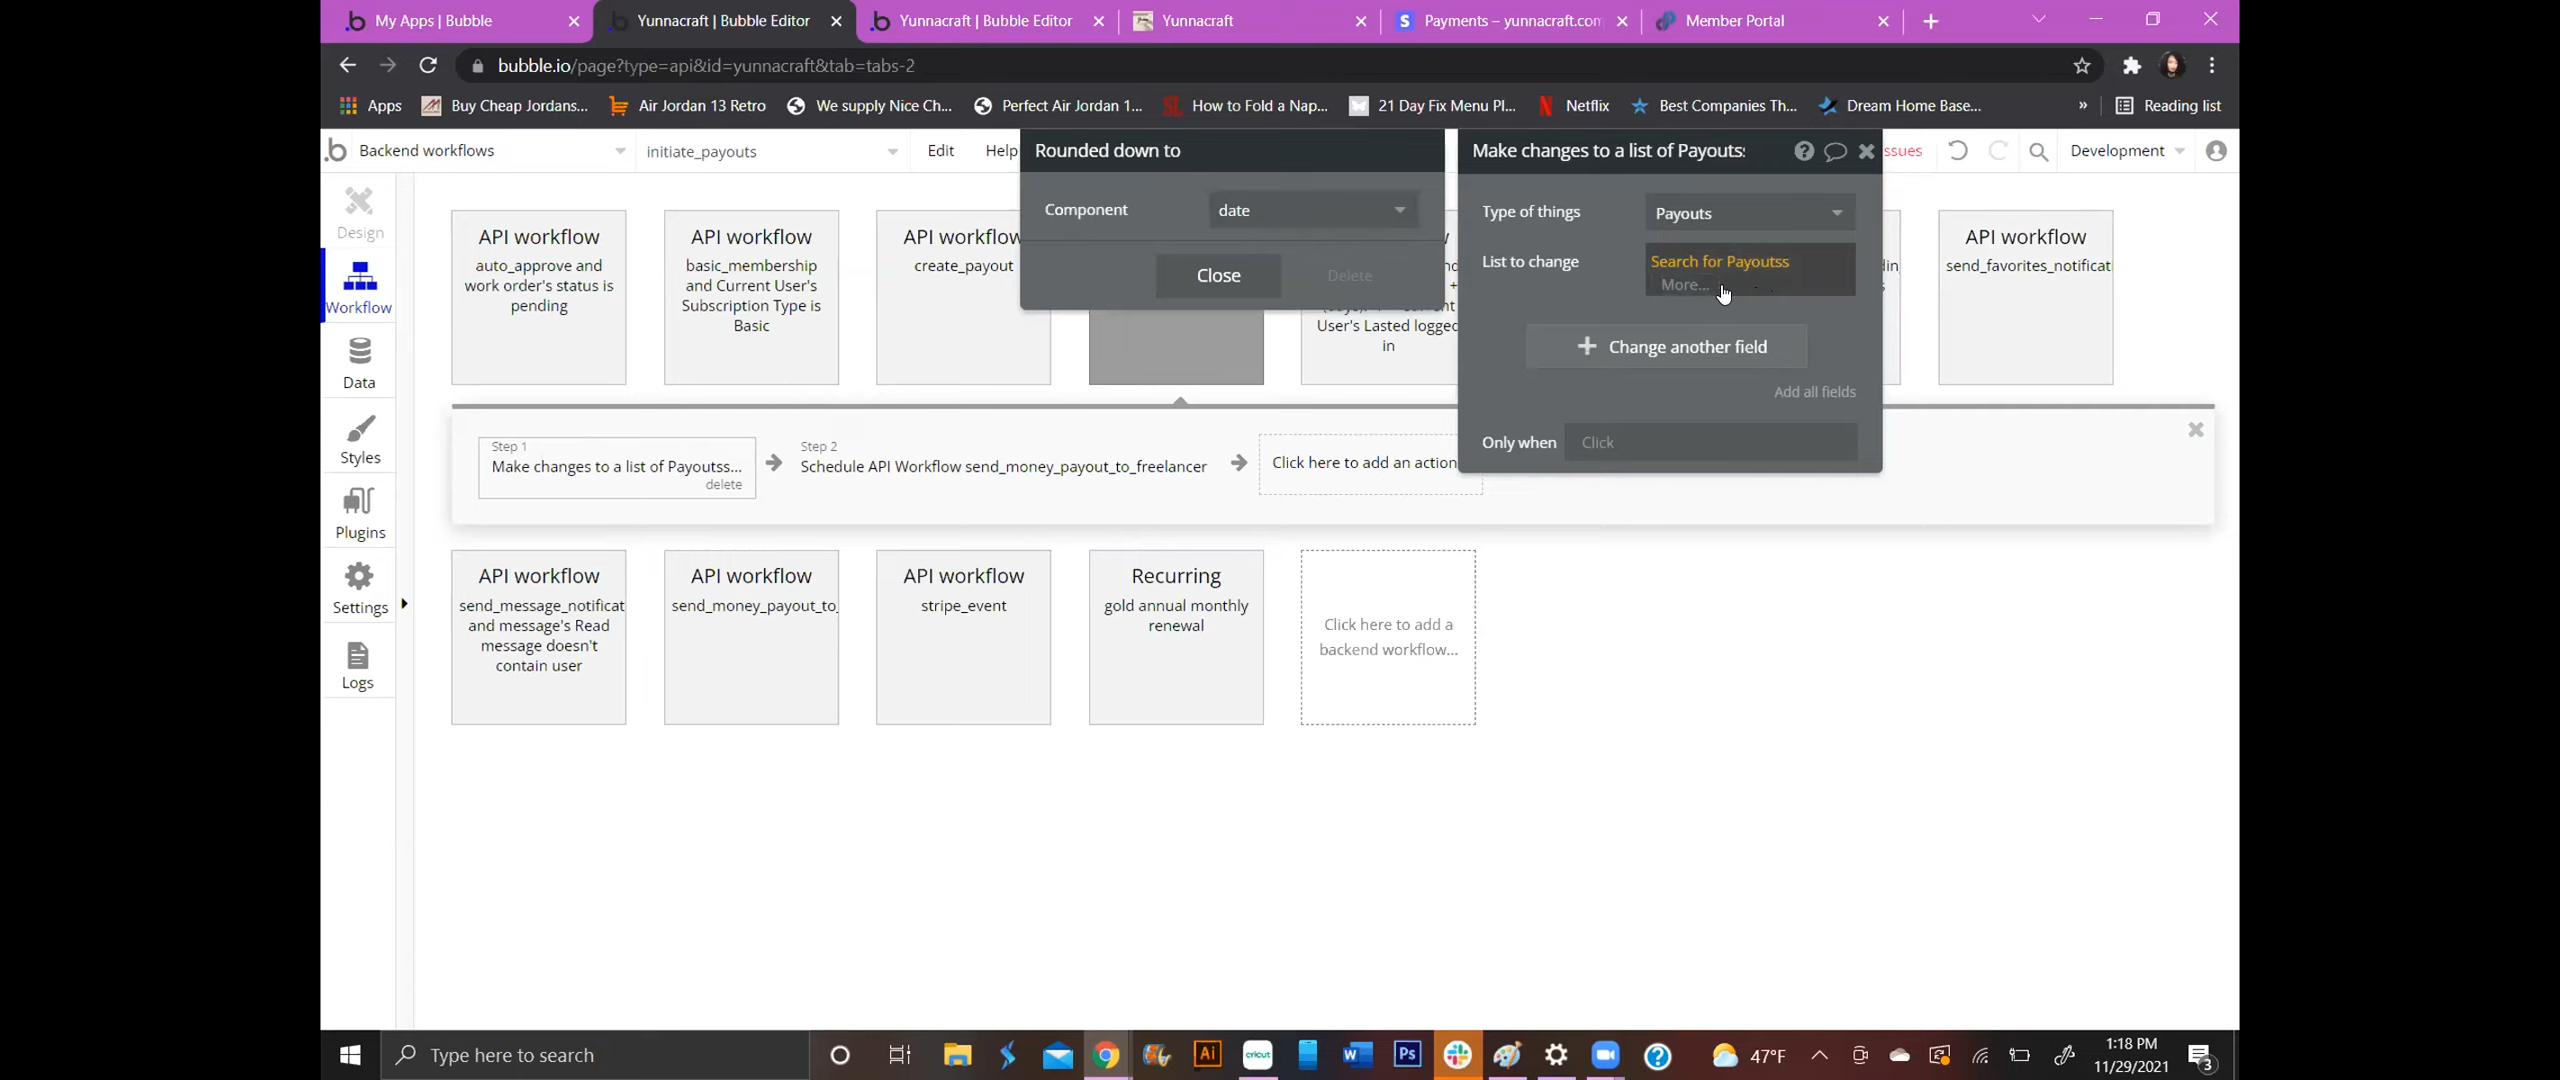 My Apps | Bubble
Yunnacraft | Bubble Editor
Yunnacraft | Bubble Editor
Yunnacraft
Payments – yunnacraft.com
Member Portal
bubble.io/page?type=api&id=yunnacraft&tab=tabs-2
Apps
Buy Cheap Jordans...
Air Jordan 13 Retro
We supply Nice Ch...
Perfect Air Jordan 1...
How to Fold a Nap...
21 Day Fix Menu Pl...
Netflix
Best Companies Th...
Dream Home Base...
»
Reading list
Backend workflows
initiate_payouts
Edit
Help
ssues
Development
Rounded down to
Component
date
Close
Delete
Make changes to a list of Payouts
Type of things
Payouts
List to change
Search for Payoutss
More...
Change another field
Add all fields
Only when
Click
Design
Workflow
Data
Styles
Plugins
Settings
Logs
API workflow
auto_approve and
work order's status is
pending
API workflow
basic_membership
and Current User's
Subscription Type is
Basic
API workflow
create_payout
User's Lasted logged
in
API workflow
send_favorites_notificat
Step 1
Make changes to a list of Payoutss...
delete
Step 2
Schedule API Workflow send_money_payout_to_freelancer
Click here to add an action
API workflow
send_message_notificat
and message's Read
message doesn't
contain user
API workflow
send_money_payout_to_
API workflow
stripe_event
Recurring
gold annual monthly
renewal
Click here to add a
backend workflow...
Type here to search
Ai
cricut
Ps
47°F
1:18 PM
11/29/2021
3